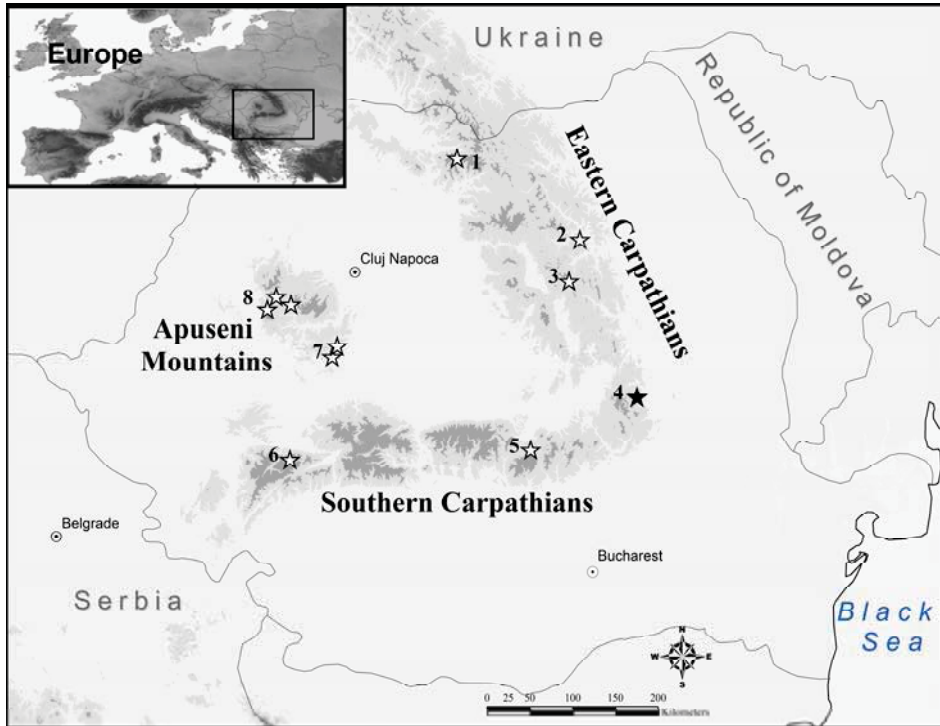 Europe
Ukraine
Republic of Moldova
Eastern Carpathians
1
2
3
Cluj Napoca
8
Apuseni
Mountains
7
4
5
6
Southern Carpathians
Belgrade
Bucharest
Serbia
Black
Sea
N
W E
S
0 25 50 100 150 200
Kilometers